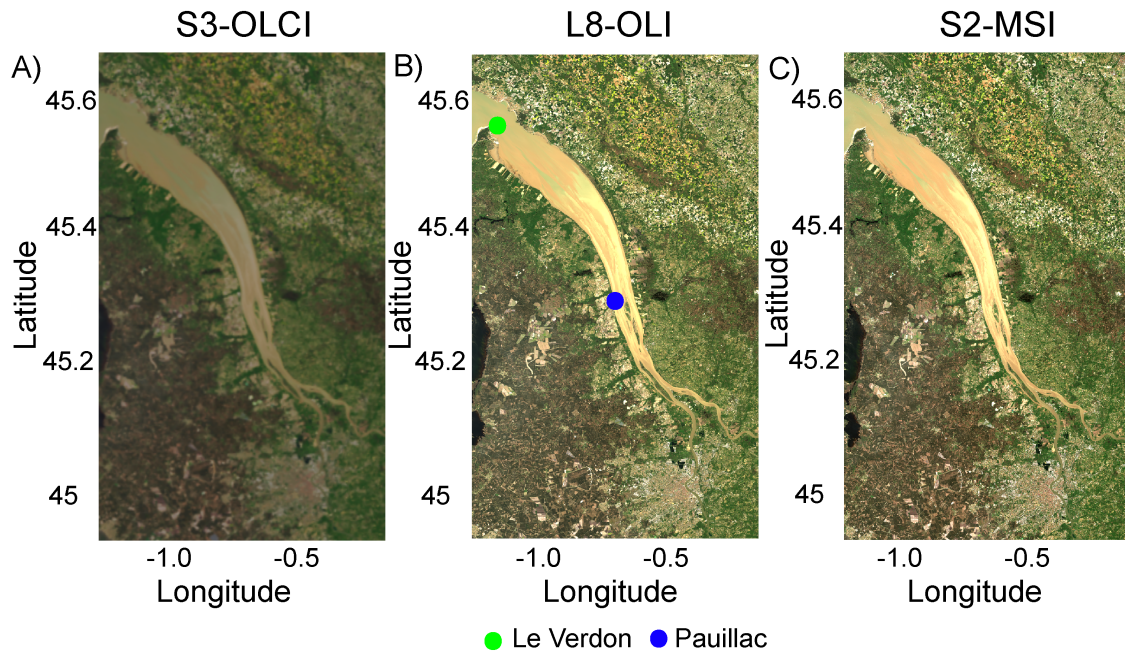 S3-OLCI
L8-OLI
S2-MSI
A)
B)
C)
45.6
45.4
45.2
45
Latitude
-1.0
-0.5
Longitude
45.6
45.4
45.2
45
Latitude
-1.0
-0.5
Longitude
45.6
45.4
45.2
45
Latitude
-1.0
-0.5
Longitude
Le Verdon
Pauillac